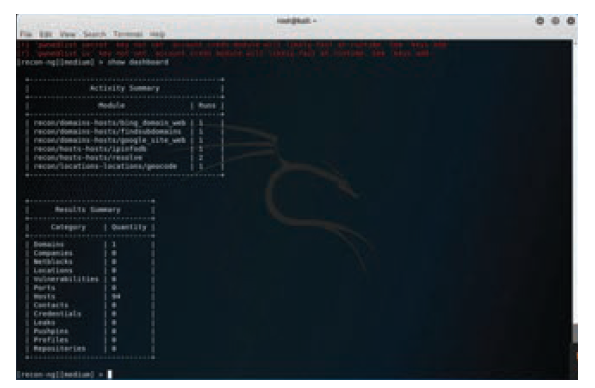 root@kali: ~
File Edit View Search Terminal Help
[recon-ng][medium] > show dashboard
Activity Summary
Module | Runs
recon/domains-hosts/bing_domain_web | 1
recon/domains-hosts/findsubdomains | 1
recon/domains-hosts/google_site_web | 1
recon/hosts-hosts/ipinfodb | 1
recon/hosts-hosts/resolve | 2
recon/locations-locations/geocode | 1
Results Summary
Category | Quantity
Domains | 1
Companies | 0
Netblocks | 0
Locations | 0
Vulnerabilities | 0
Ports | 0
Hosts | 94
Contacts | 0
Credentials | 0
Leaks | 0
Pushpins | 0
Profiles | 0
Repositories | 0
[recon-ng][medium] >